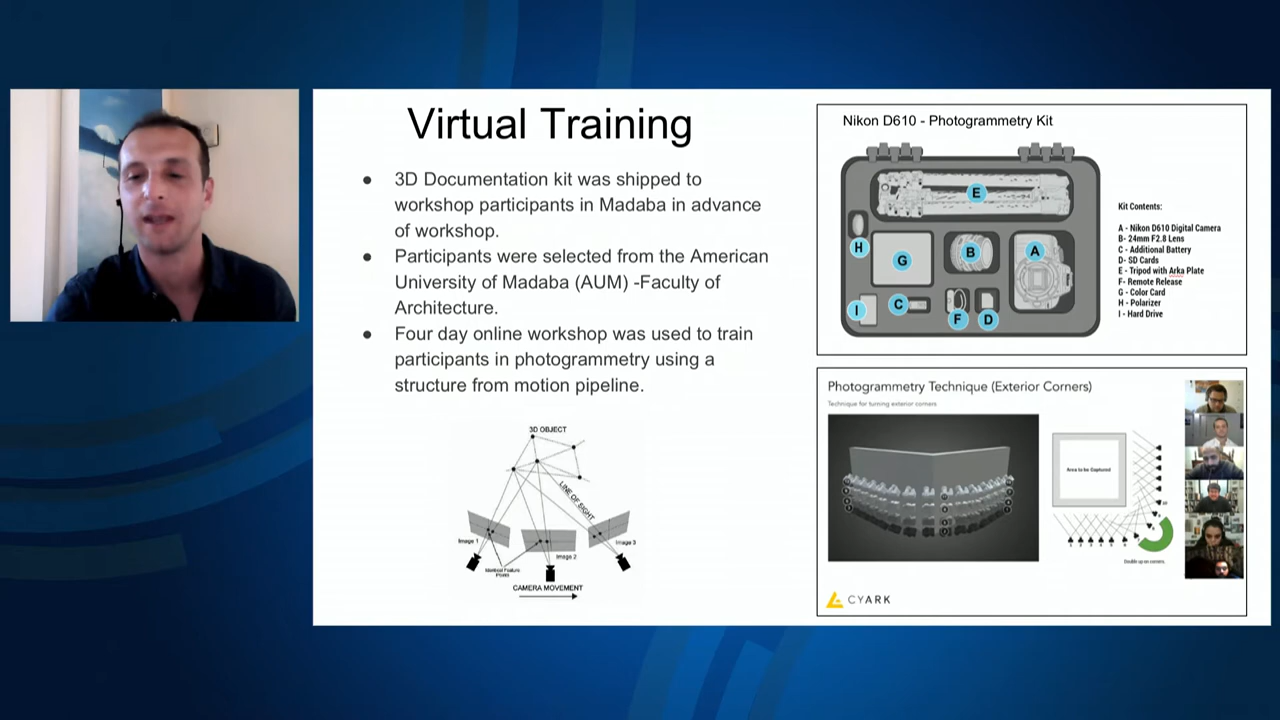 Virtual Training
● 3D Documentation kit was shipped to
workshop participants in Madaba in advance
of workshop.
● Participants were selected from the American
University of Madaba (AUM) -Faculty of
Architecture.
● Four day online workshop was used to train
participants in photogrammetry using a
structure from motion pipeline.
3D OBJECT
LINE OF SIGHT
Image 1
Image 2
Image 3
Matched Feature
Points
CAMERA MOVEMENT
Nikon D610 - Photogrammetry Kit
E
H
G
B
A
I
C
F
D
Kit Contents:
A - Nikon D610 Digital Camera
B- 24mm F2.8 Lens
C - Additional Battery
D- SD Cards
E - Tripod with Arka Plate
F- Remote Release
G - Color Card
H - Polarizer
I - Hard Drive
Photogrammetry Technique (Exterior Corners)
Technique for turning exterior corners
Area to be Captured
Double up on corners.
CYARK